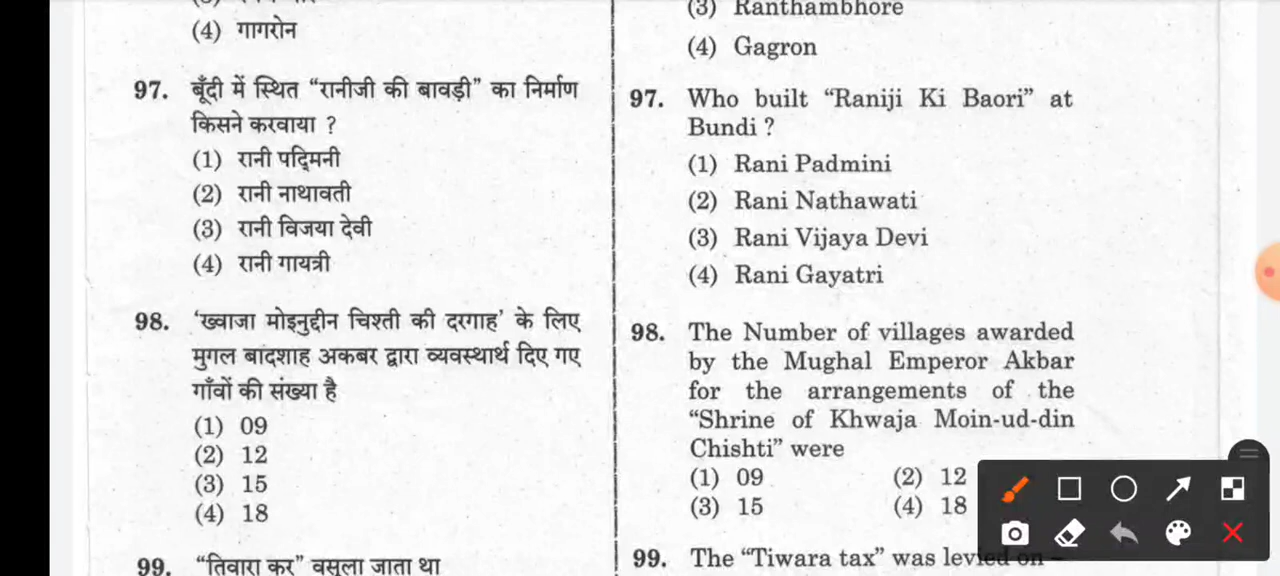 (4) गागरोन
97. बूँदी में स्थित “रानीजी की बावड़ी” का निर्माण
किसने करवाया ?
(1) रानी पद्मिनी
(2) रानी नाथावती
(3) रानी विजया देवी
(4) रानी गायत्री
98. ‘ख्वाजा मोइनुद्दीन चिश्ती की दरगाह’ के लिए
मुगल बादशाह अकबर द्वारा व्यवस्थार्थ दिए गए
गाँवों की संख्या है
(1) 09
(2) 12
(3) 15
(4) 18
99. “तिवारा कर” वसूला जाता था
(3) Ranthambhore
(4) Gagron
97. Who built “Raniji Ki Baori” at
Bundi ?
(1) Rani Padmini
(2) Rani Nathawati
(3) Rani Vijaya Devi
(4) Rani Gayatri
98. The Number of villages awarded
by the Mughal Emperor Akbar
for the arrangements of the
“Shrine of Khwaja Moin-ud-din
Chishti” were
(1) 09 (2) 12
(3) 15 (4) 18
99. The “Tiwara tax” was levied on –